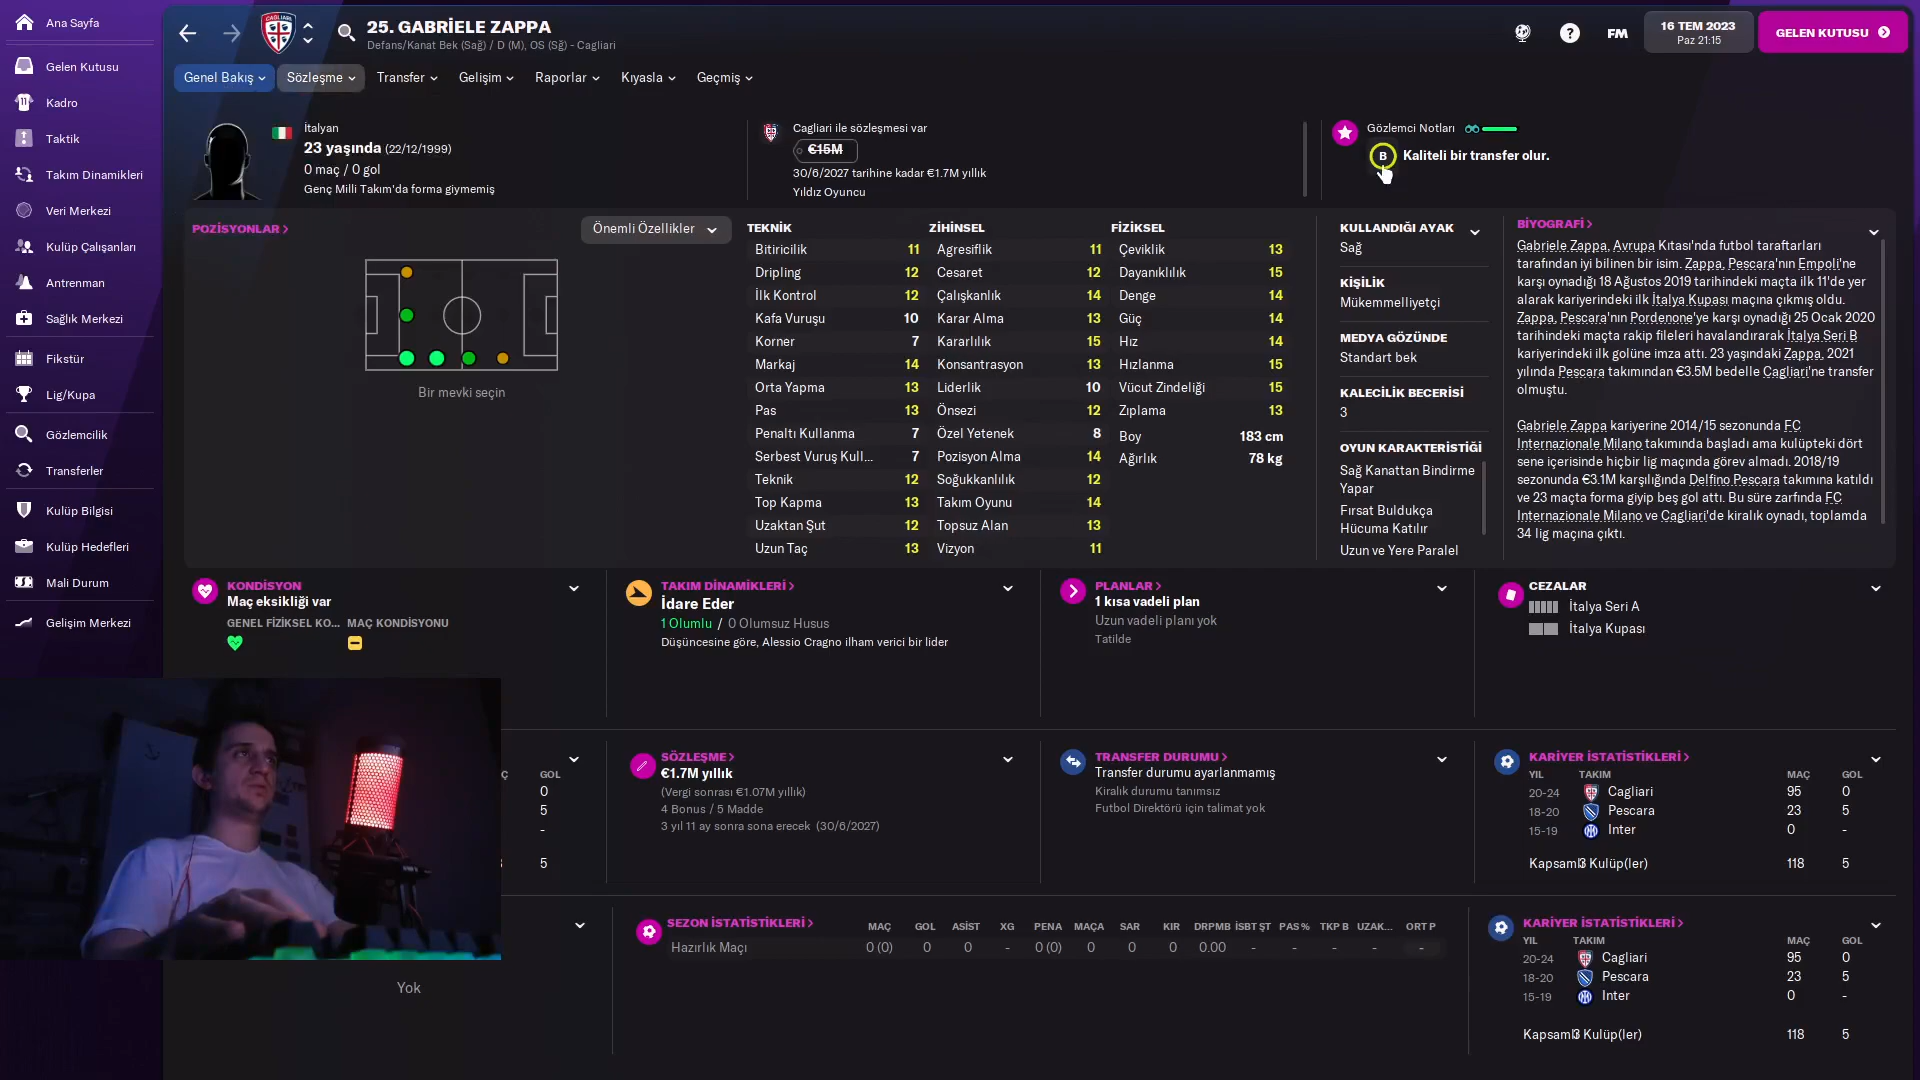 Ana Sayfa
Gelen Kutusu
Kadro
Taktik
Takım Dinamikleri
Veri Merkezi
Kulüp Çalışanları
Antrenman
Sağlık Merkezi
Fikstür
Lig/Kupa
Gözlemcilik
Transferler
Kulüp Bilgisi
Kulüp Hedefleri
Mali Durum
Gelişim Merkezi
25. GABRİELE ZAPPA
Defans/Kanat Bek (Sağ) / D (M), OS (Sğ) - Cagliari
FM
16 TEM 2023
Paz 21:15
GELEN KUTUSU
Genel Bakış
Sözleşme
Transfer
Gelişim
Raporlar
Kıyasla
Geçmiş
İtalyan
23 yaşında (22/12/1999)
0 maç / 0 gol
Genç Milli Takım'da forma giymemiş
Cagliari ile sözleşmesi var
€15M
30/6/2027 tarihine kadar €1.7M yıllık
Yıldız Oyuncu
Gözlemci Notları
B Kaliteli bir transfer olur.
POZİSYONLAR
Önemli Özellikler
Bir mevki seçin
TEKNİK
Bitiricilik 11
Dripling 12
İlk Kontrol 12
Kafa Vuruşu 10
Korner 7
Markaj 14
Orta Yapma 13
Pas 13
Penaltı Kullanma 7
Serbest Vuruş Kull... 7
Teknik 12
Top Kapma 13
Uzaktan Şut 12
Uzun Taç 13
ZİHİNSEL
Agresiflik 11
Cesaret 12
Çalışkanlık 14
Karar Alma 13
Kararlılık 15
Konsantrasyon 13
Liderlik 10
Önsezi 12
Özel Yetenek 8
Pozisyon Alma 14
Soğukkanlılık 12
Takım Oyunu 14
Topsuz Alan 13
Vizyon 11
FİZİKSEL
Çeviklik 13
Dayanıklılık 15
Denge 14
Güç 14
Hız 14
Hızlanma 15
Vücut Zindeliği 15
Zıplama 13
Boy 183 cm
Ağırlık 78 kg
KULLANDIĞI AYAK
Sağ
KİŞİLİK
Mükemmelliyetçi
MEDYA GÖZÜNDE
Standart bek
KALECİLİK BECERİSİ
3
OYUN KARAKTERİSTİĞİ
Sağ Kanattan Bindirme
Yapar
Fırsat Buldukça
Hücuma Katılır
Uzun ve Yere Paralel
BİYOGRAFİ
Gabriele Zappa, Avrupa Kıtası'nda futbol taraftarları
tarafından iyi bilinen bir isim. Zappa, Pescara'nın Empoli'ne
karşı oynadığı 18 Ağustos 2019 tarihindeki maçta ilk 11'de yer
alarak kariyerindeki ilk İtalya Kupası maçına çıkmış oldu.
Zappa, Pescara'nın Pordenone'ye karşı oynadığı 25 Ocak 2020
tarihindeki maçta rakip fileleri havalandırarak İtalya Seri B
kariyerindeki ilk golüne imza attı. 23 yaşındaki Zappa, 2021
yılında Pescara takımından €3.5M bedelle Cagliari'ne transfer
olmuştu.
Gabriele Zappa kariyerine 2014/15 sezonunda FC
Internazionale Milano takımında başladı ama kulüpteki dört
sene içerisinde hiçbir lig maçında görev almadı. 2018/19
sezonunda €3.1M karşılığında Delfino Pescara takımına katıldı
ve 23 maçta forma giyip beş gol attı. Bu süre zarfında FC
Internazionale Milano ve Cagliari'de kiralık oynadı, toplamda
34 lig maçına çıktı.
KONDİSYON
Maç eksikliği var
GENEL FİZİKSEL KO... MAÇ KONDİSYONU
TAKIM DİNAMİKLERİ
İdare Eder
1 Olumlu / 0 Olumsuz Husus
Düşüncesine göre, Alessio Cragno ilham verici bir lider
PLANLAR
1 kısa vadeli plan
Uzun vadeli planı yok
Tatilde
CEZALAR
İtalya Seri A
İtalya Kupası
GOL
0
5
-
5
SÖZLEŞME
€1.7M yıllık
(Vergi sonrası €1.07M yıllık)
4 Bonus / 5 Madde
3 yıl 11 ay sonra sona erecek (30/6/2027)
TRANSFER DURUMU
Transfer durumu ayarlanmamış
Kiralık durumu tanımsız
Futbol Direktörü için talimat yok
KARİYER İSTATİSTİKLERİ
YIL TAKIM MAÇ GOL
20-24 Cagliari 95 0
18-20 Pescara 23 5
15-19 Inter 0 -
3 Kulüp(ler) 118 5
Yok
SEZON İSTATİSTİKLERİ MAÇ GOL ASİST XG PENA MAÇA SAR KIR DRPMB İSBT ŞT PAS % TKP B UZAK... ORT P
Hazırlık Maçı 0 (0) 0 0 - 0 (0) 0 0 0 0.00 - - - - -
KARİYER İSTATİSTİKLERİ
YIL TAKIM MAÇ GOL
20-24 Cagliari 95 0
18-20 Pescara 23 5
15-19 Inter 0 -
3 Kulüp(ler) 118 5